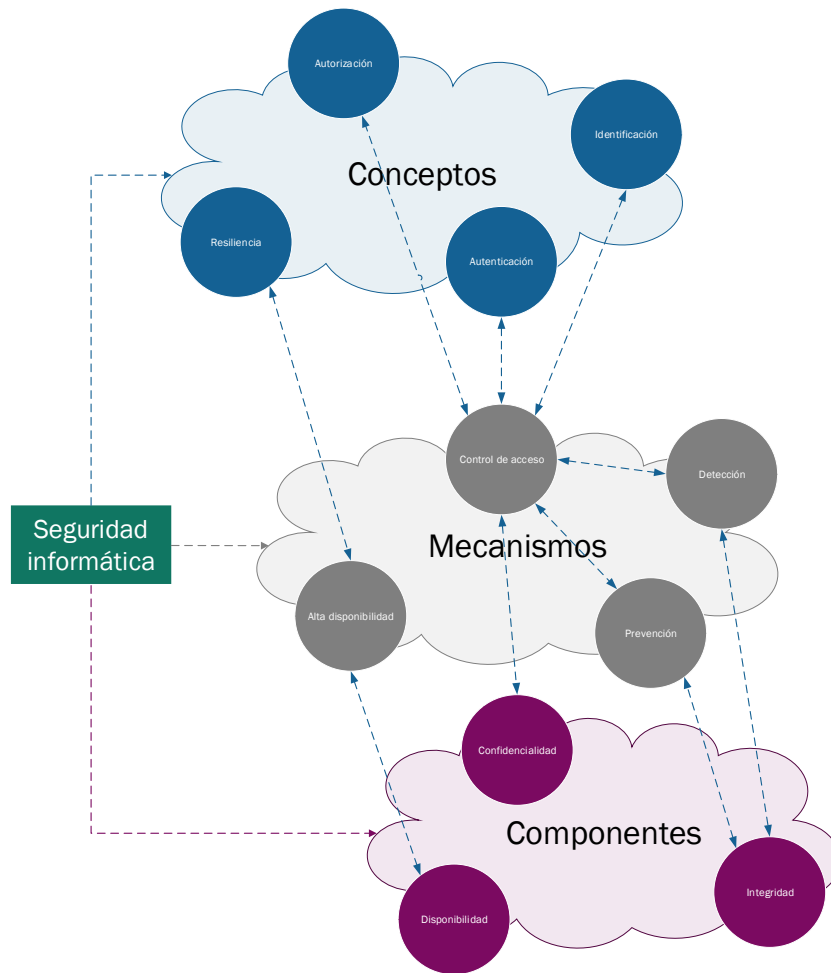 Autorización
Identificación
Conceptos
Resiliencia
Autenticación
Control de acceso
Detección
Seguridad
informática
Mecanismos
Alta disponibilidad
Prevención
Confidencialidad
Componentes
Integridad
Disponibilidad